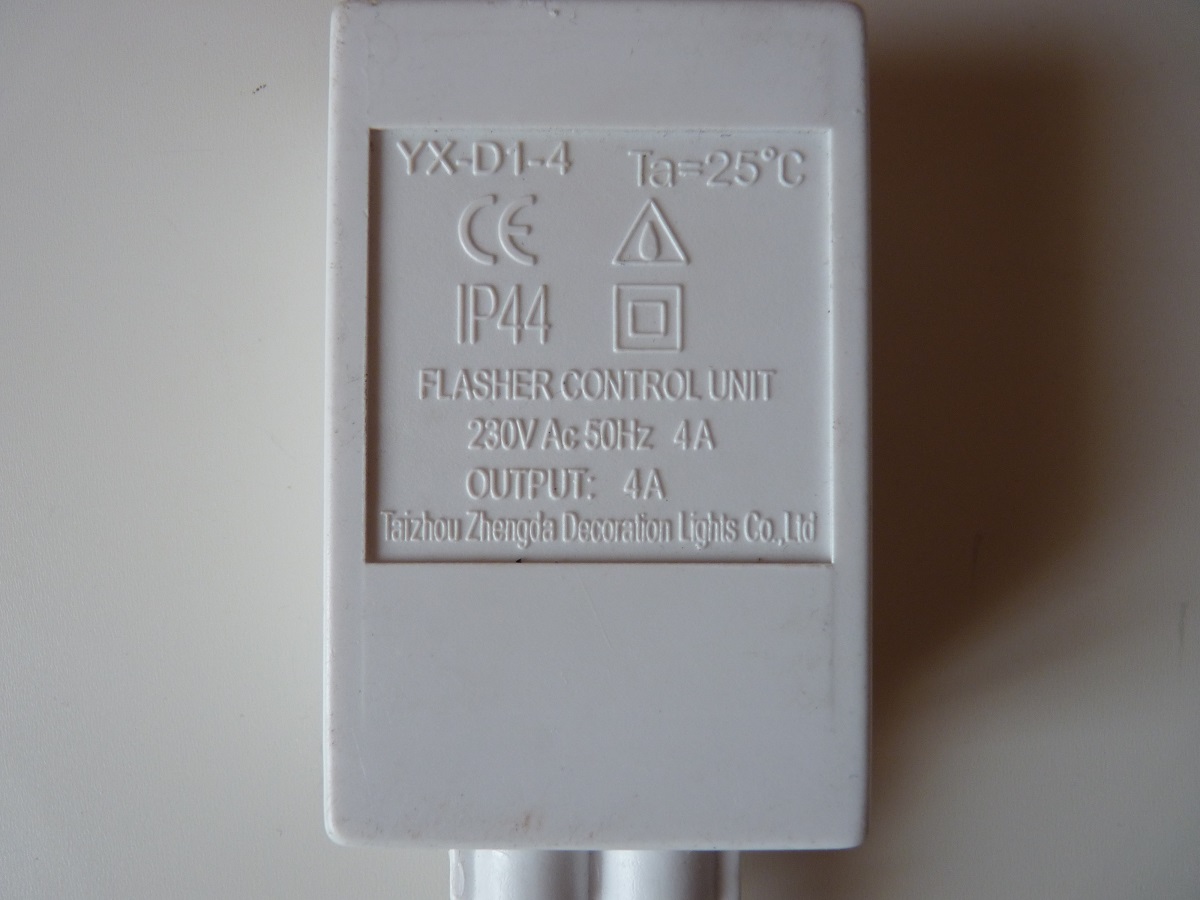 YX-D1-4 Ta=25°C
CE
IP44
FLASHER CONTROL UNIT
230V Ac 50Hz 4A
OUTPUT: 4A
Taizhou Zhengda Decoration Lights Co.,Ltd